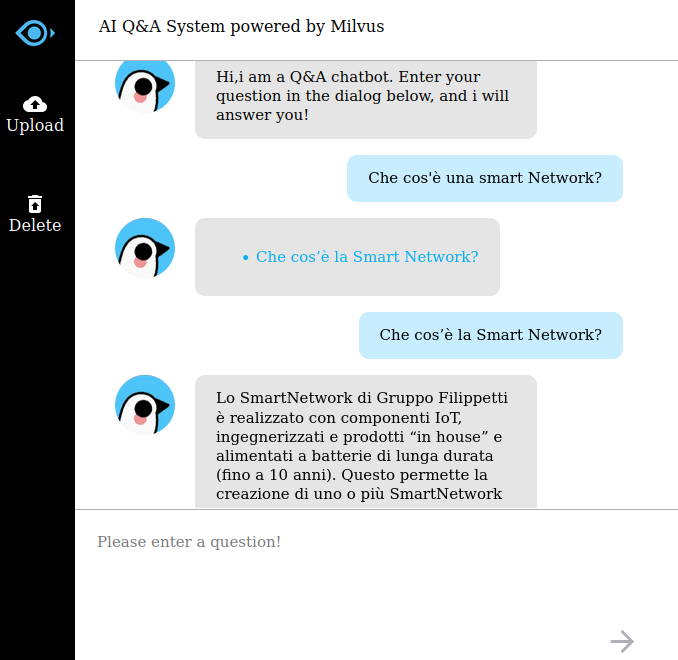 AI Q&A System powered by Milvus
Upload
Delete
Hi,i am a Q&A chatbot. Enter your
question in the dialog below, and i will
answer you!
Che cos'è una smart Network?
• Che cos’è la Smart Network?
Che cos’è la Smart Network?
Lo SmartNetwork di Gruppo Filippetti
è realizzato con componenti IoT,
ingegnerizzati e prodotti “in house” e
alimentati a batterie di lunga durata
(fino a 10 anni). Questo permette la
creazione di uno o più SmartNetwork
Please enter a question!